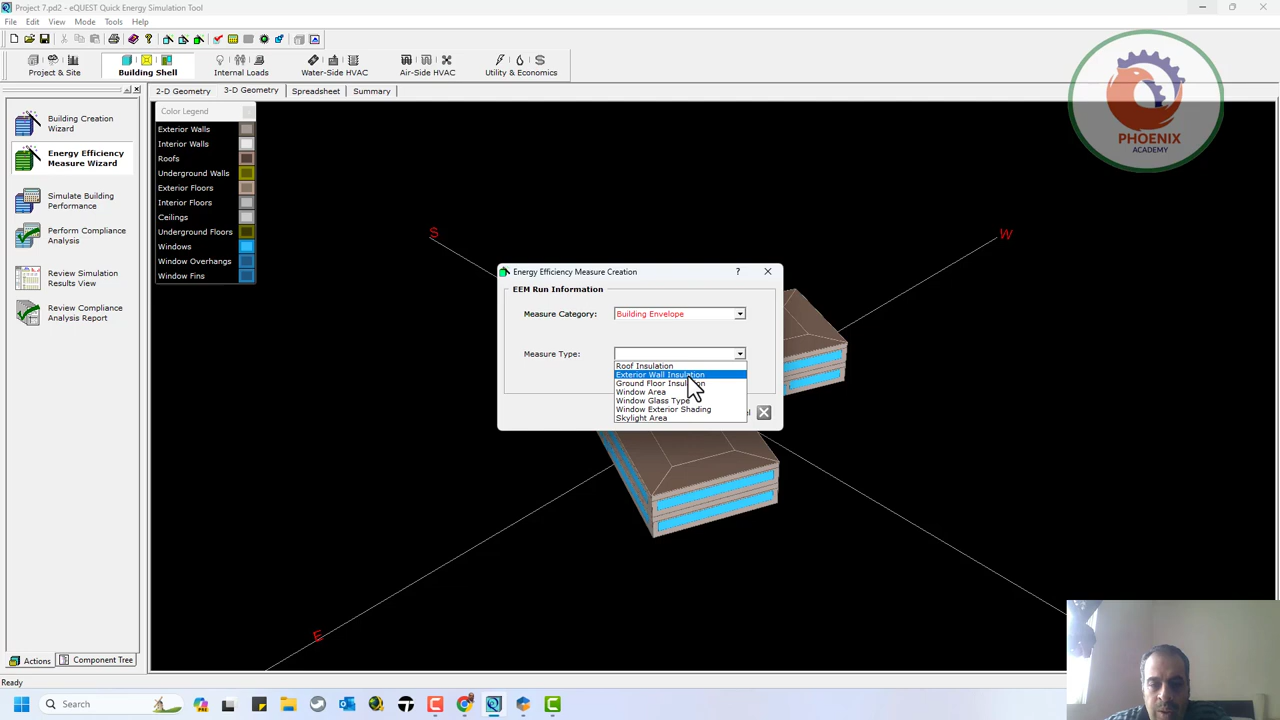 Project 7.pd2 - eQUEST Quick Energy Simulation Tool
File Edit View Mode Tools Help
Project & Site
Building Shell
Internal Loads
Water-Side HVAC
Air-Side HVAC
Utility & Economics
2-D Geometry
3-D Geometry
Spreadsheet
Summary
Building Creation
Wizard
Energy Efficiency
Measure Wizard
Simulate Building
Performance
Perform Compliance
Analysis
Review Simulation
Results View
Review Compliance
Analysis Report
Color Legend
Exterior Walls
Interior Walls
Roofs
Underground Walls
Exterior Floors
Interior Floors
Ceilings
Underground Floors
Windows
Window Overhangs
Window Fins
S
W
E
PHOENIX
ACADEMY
Energy Efficiency Measure Creation
EEM Run Information
Measure Category:
Building Envelope
Measure Type:
Roof Insulation
Exterior Wall Insulation
Ground Floor Insulation
Window Area
Window Glass Type
Window Exterior Shading
Skylight Area
Actions
Component Tree
Ready
Search